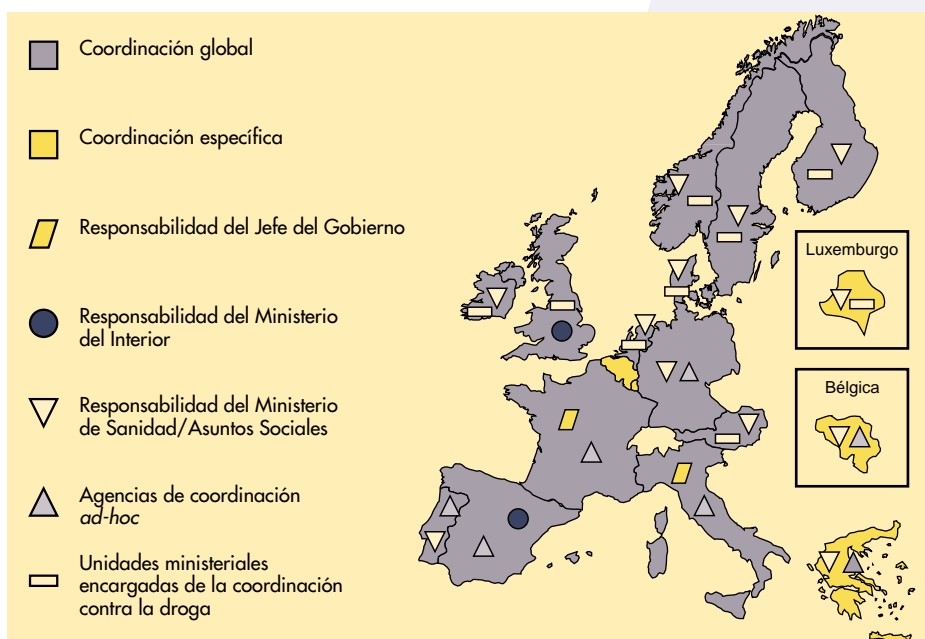 Coordinación global
Coordinación específica
Responsabilidad del Jefe del Gobierno
Responsabilidad del Ministerio
del Interior
Responsabilidad del Ministerio
de Sanidad/Asuntos Sociales
Agencias de coordinación
ad-hoc
Unidades ministeriales
encargadas de la coordinación
contra la droga
Luxemburgo
Bélgica